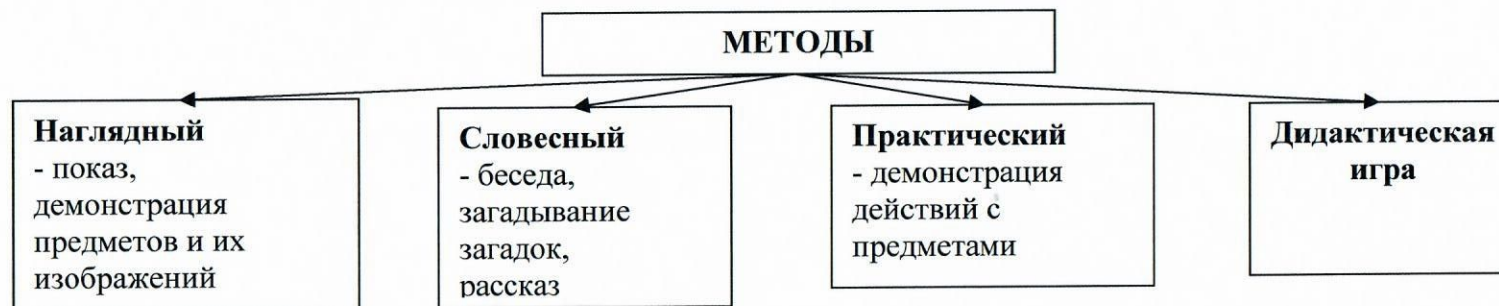 МЕТОДЫ
Наглядный
- показ,
демонстрация
предметов и их
изображений
Словесный
- беседа,
загадывание
загадок,
рассказ
Практический
- демонстрация
действий с
предметами
Дидактическая
игра